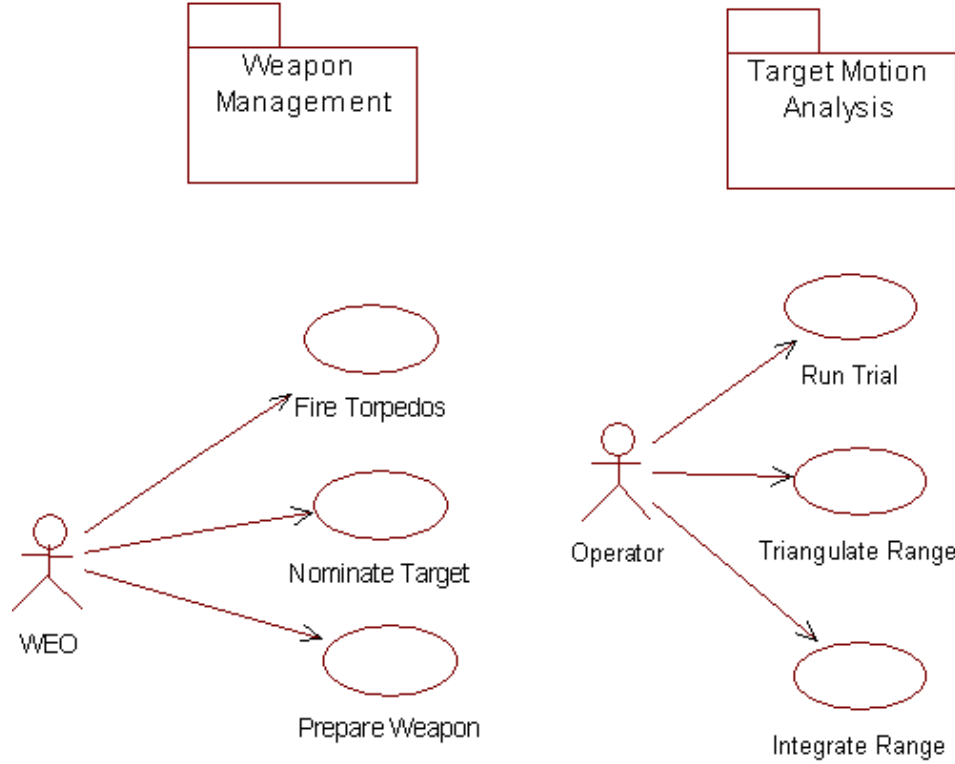 Weapon
Management
Target Motion
Analysis
Fire Torpedos
Nominate Target
WEO
Prepare Weapon
Run Trial
Operator
Triangulate Range
Integrate Range